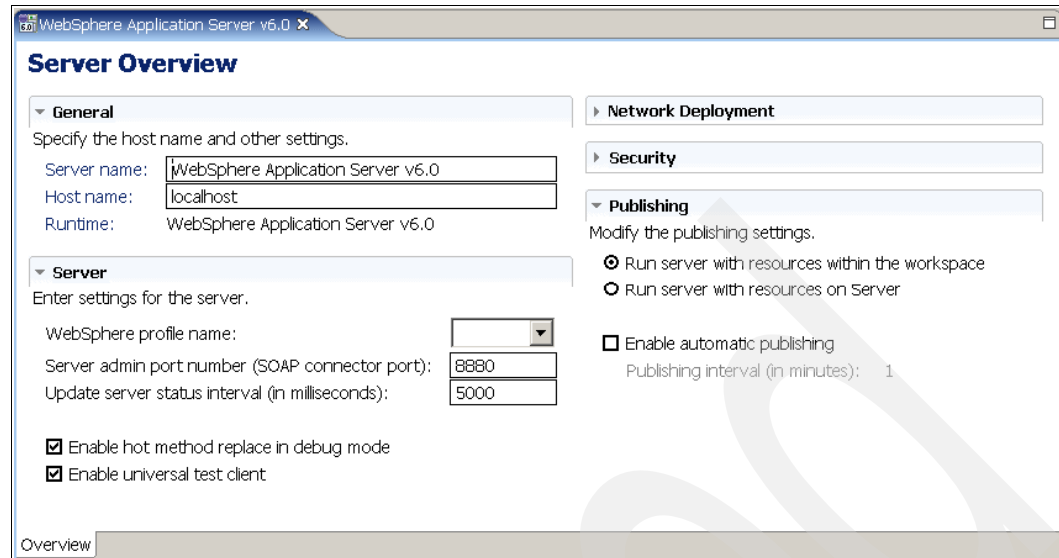 WebSphere Application Server v6.0
Server Overview
General
Specify the host name and other settings.
Server name: WebSphere Application Server v6.0
Host name: localhost
Runtime: WebSphere Application Server v6.0
Server
Enter settings for the server.
WebSphere profile name:
Server admin port number (SOAP connector port): 8880
Update server status interval (in milliseconds): 5000
Enable hot method replace in debug mode
Enable universal test client
Network Deployment
Security
Publishing
Modify the publishing settings.
Run server with resources within the workspace
Run server with resources on Server
Enable automatic publishing
Publishing interval (in minutes): 1
Overview